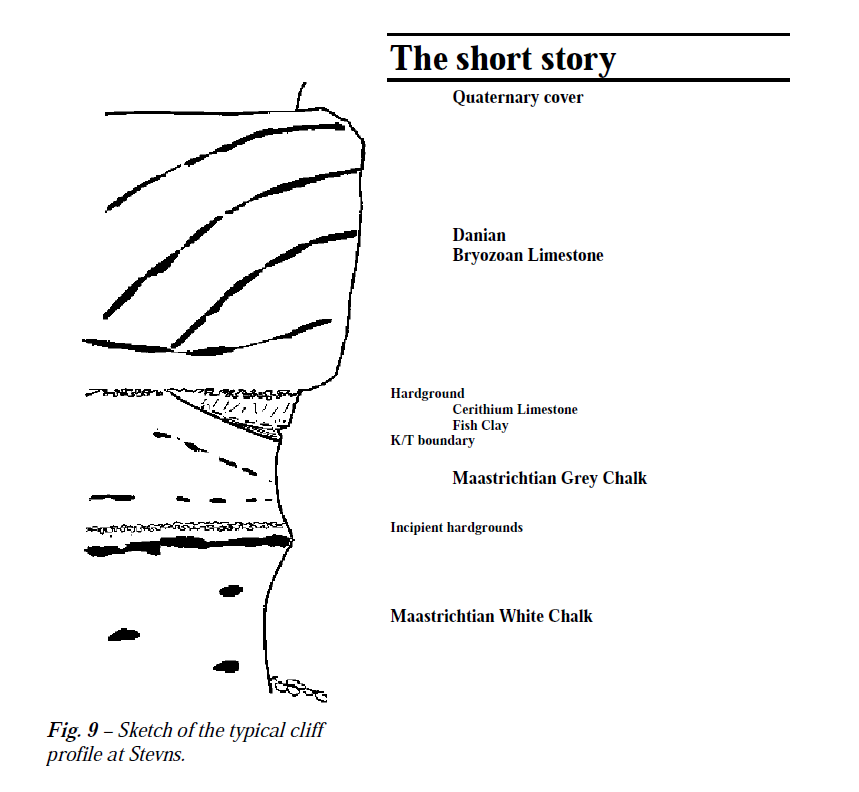 The short story
Quaternary cover
Danian
Bryozoan Limestone
Hardground
Cerithium Limestone
Fish Clay
K/T boundary
Maastrichtian Grey Chalk
Incipient hardgrounds
Maastrichtian White Chalk
Fig. 9 – Sketch of the typical cliff
profile at Stevns.